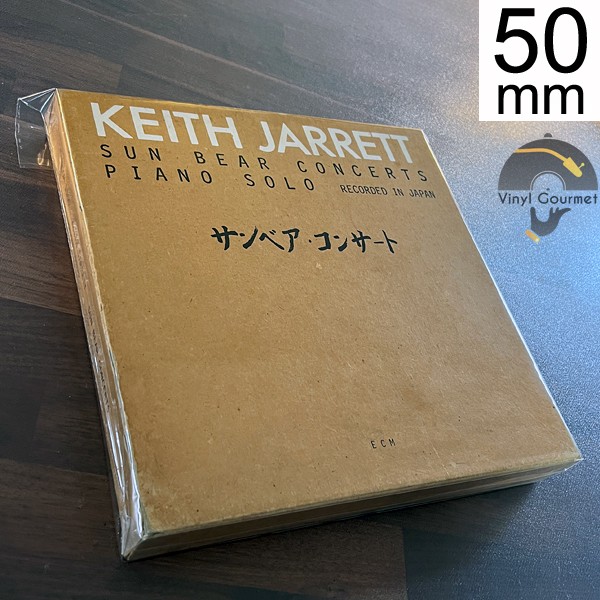 50
mm
Vinyl Gourmet
KEITH JARRETT
SUN BEAR CONCERTS
PIANO SOLO RECORDED IN JAPAN
サンベア・コンサート
ECM